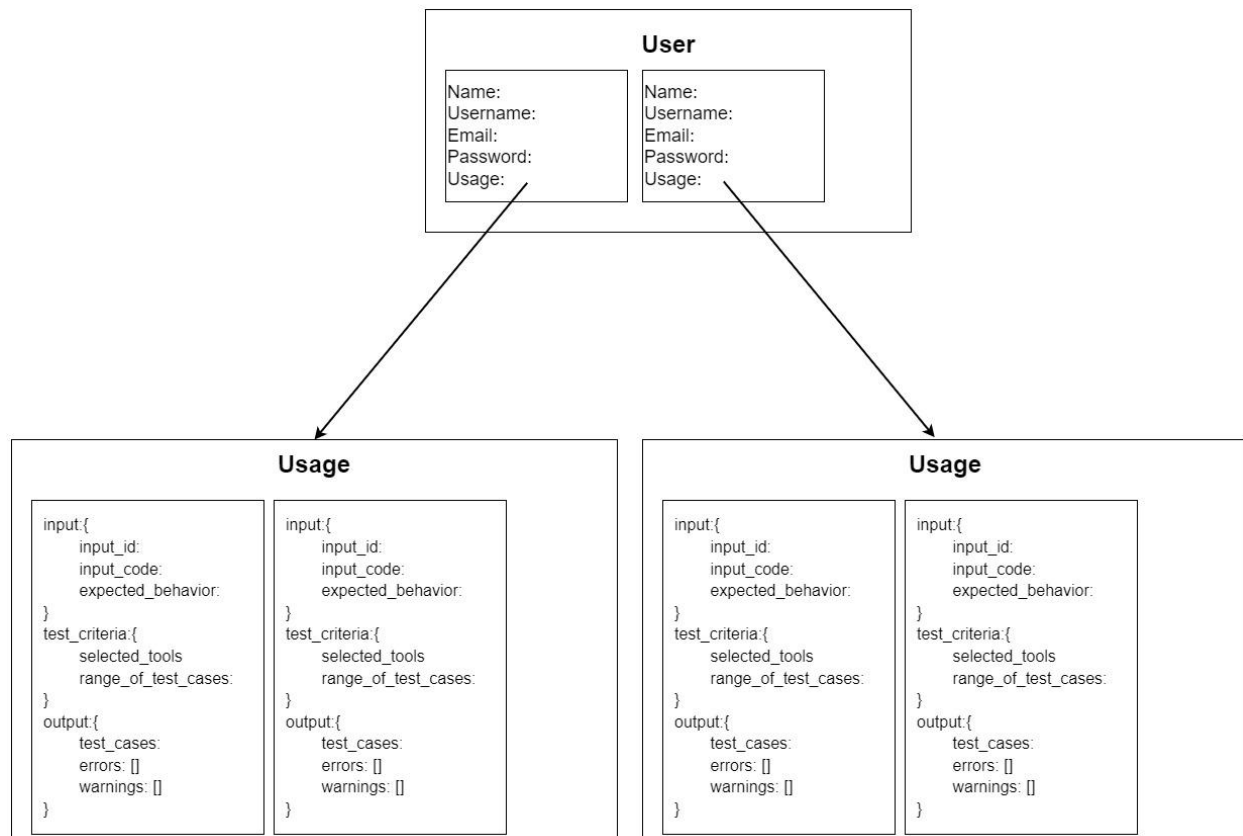 User
Name:
Username:
Email:
Password:
Usage:
Name:
Username:
Email:
Password:
Usage:
Usage
input:{
input_id:
input_code:
expected_behavior:
}
test_criteria:{
selected_tools
range_of_test_cases:
}
output:{
test_cases:
errors: []
warnings: []
}
input:{
input_id:
input_code:
expected_behavior:
}
test_criteria:{
selected_tools
range_of_test_cases:
}
output:{
test_cases:
errors: []
warnings: []
}
Usage
input:{
input_id:
input_code:
expected_behavior:
}
test_criteria:{
selected_tools
range_of_test_cases:
}
output:{
test_cases:
errors: []
warnings: []
}
input:{
input_id:
input_code:
expected_behavior:
}
test_criteria:{
selected_tools
range_of_test_cases:
}
output:{
test_cases:
errors: []
warnings: []
}